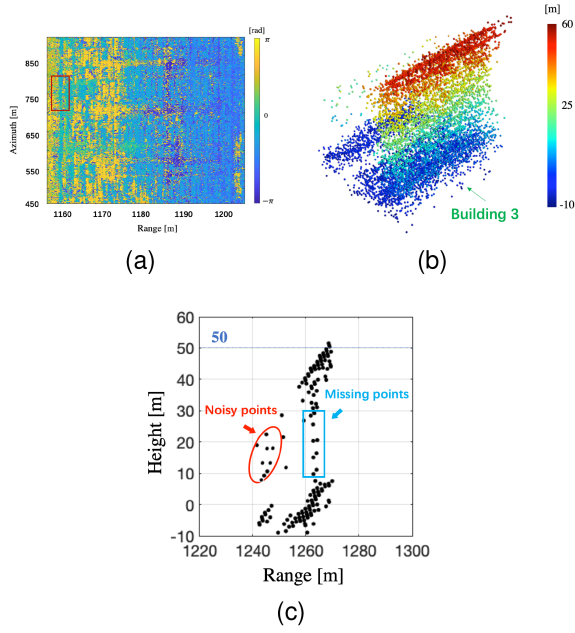 [rad]
π
0
−π
850
750
650
550
450
Azimuth [m]
1160 1170 1180 1190 1200
Range [m]
(a)
[m]
60
25
-10
Building 3
(b)
60
50
40
30
20
10
0
-10
Height [m]
50
Noisy points
Missing points
1220 1240 1260 1280 1300
Range [m]
(c)